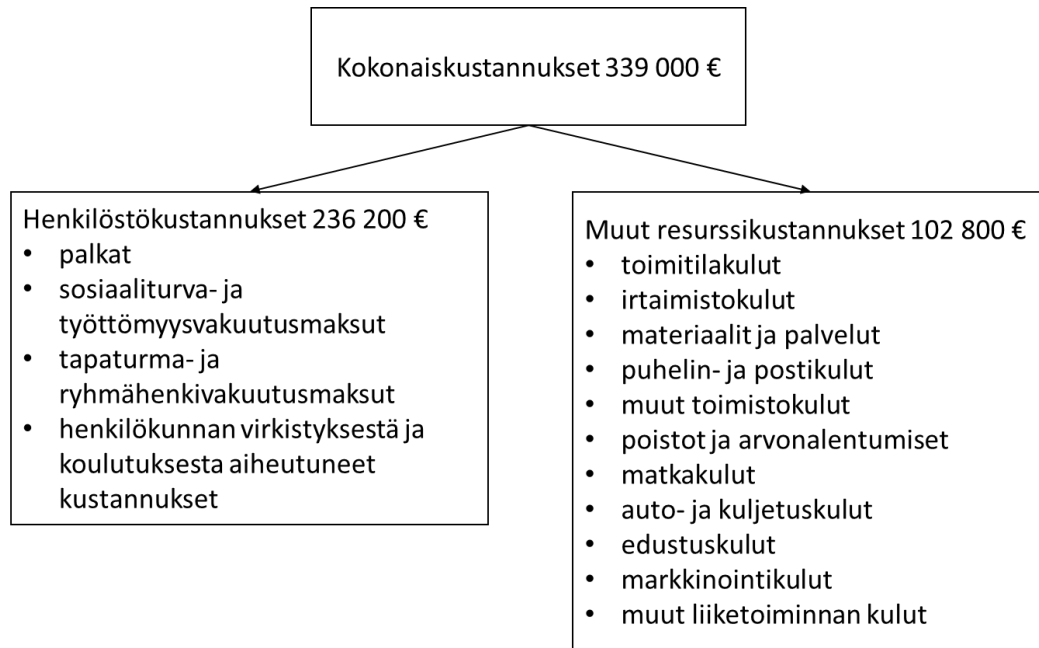 Kokonaiskustannukset 339 000 €
Henkilöstökustannukset 236 200 €
• palkat
• sosiaaliturva- ja
työttömyysvakuutusmaksut
• tapaturma- ja
ryhmähenkivakuutusmaksut
• henkilökunnan virkistyksestä ja
koulutuksesta aiheutuneet
kustannukset
Muut resurssikustannukset 102 800 €
• toimitilakulut
• irtaimistokulut
• materiaalit ja palvelut
• puhelin- ja postikulut
• muut toimistokulut
• poistot ja arvonalentumiset
• matkakulut
• auto- ja kuljetuskulut
• edustuskulut
• markkinointikulut
• muut liiketoiminnan kulut